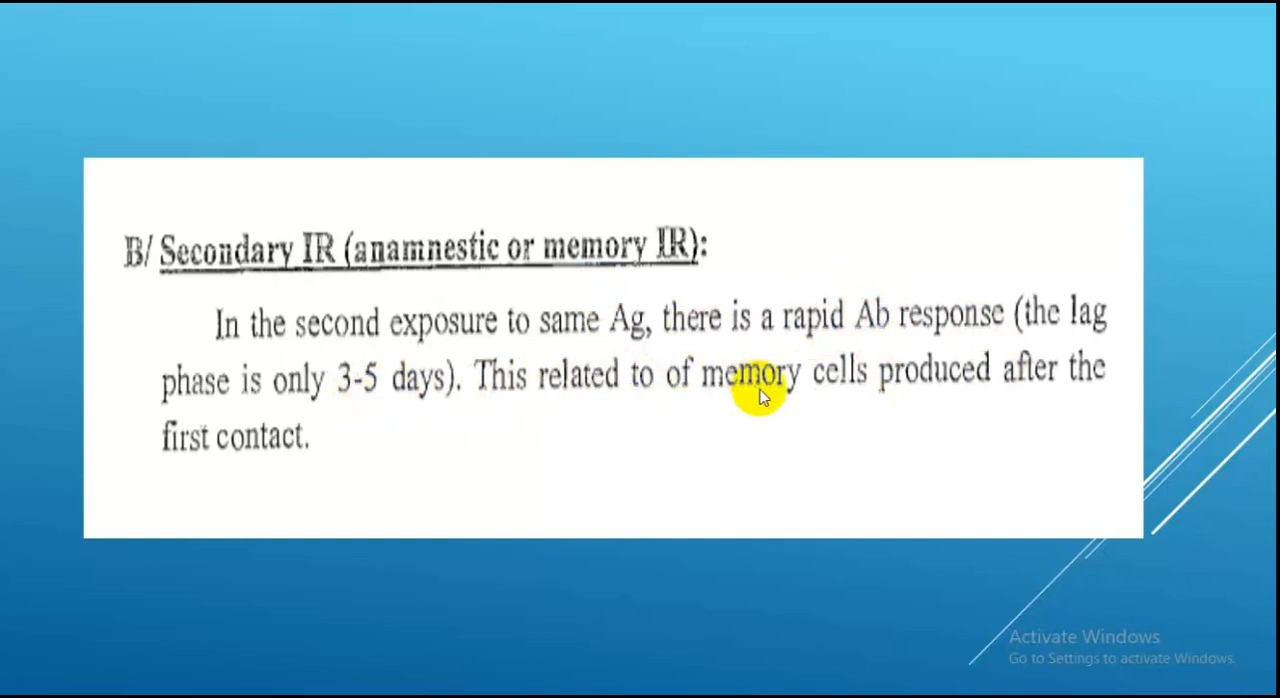 B/ Secondary IR (anamnestic or memory IR):
In the second exposure to same Ag, there is a rapid Ab response (the lag
phase is only 3-5 days). This related to of memory cells produced after the
first contact.
Activate Windows
Go to Settings to activate Windows.